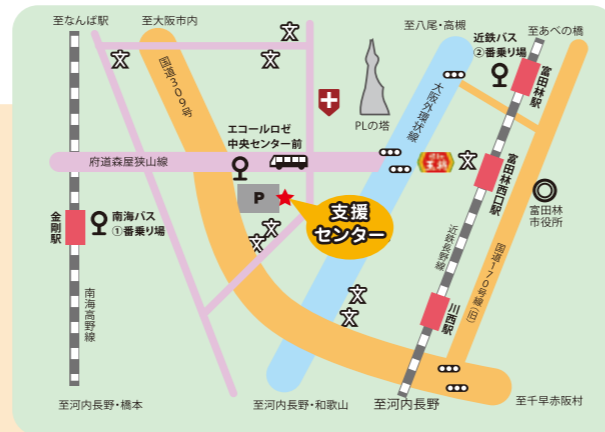 至なんば駅
至大阪市内
至八尾・高槻
至あべの橋
近鉄バス
②番乗り場
国道309号
富田林駅
大阪外環状線
PLの塔
エコールロゼ
中央センター前
府道森屋狭山線
富田林西口駅
P
支援
センター
富田林
市役所
金剛駅
南海バス
①番乗り場
近鉄長野線
国道170号線(旧)
南海高野線
川西駅
至河内長野・橋本
至河内長野・和歌山
至河内長野
至千早赤阪村